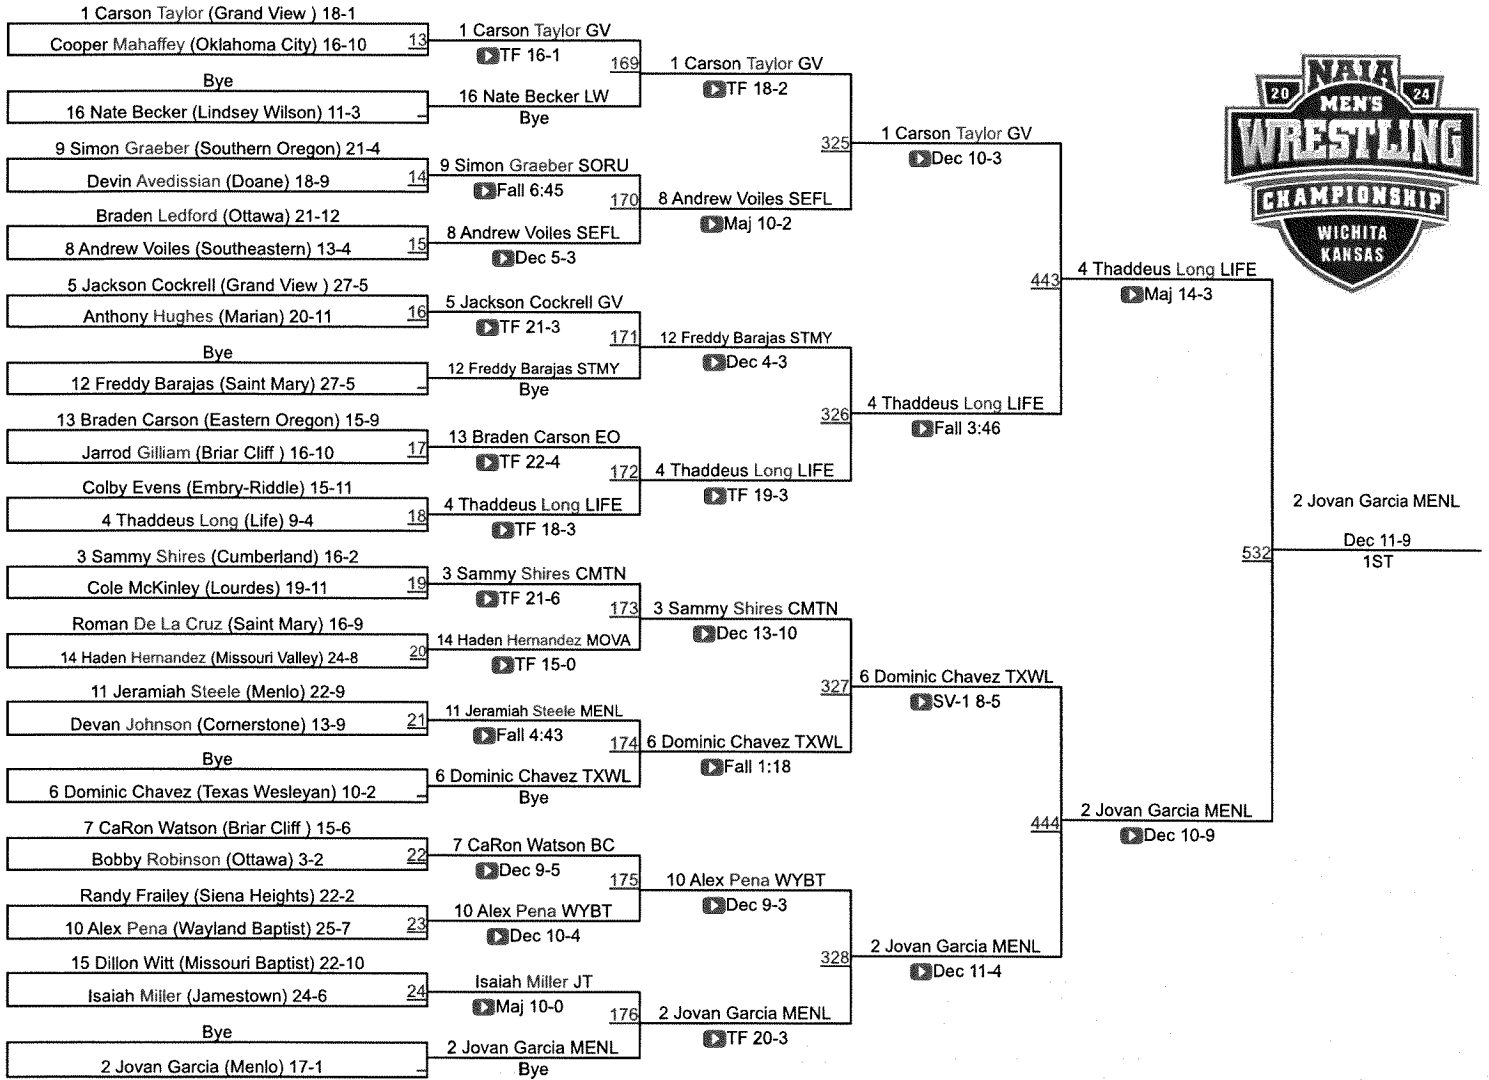 1 Carson Taylor (Grand View ) 18-1
Cooper Mahaffey (Oklahoma City) 16-10
13
Bye
16 Nate Becker (Lindsey Wilson) 11-3
9 Simon Graeber (Southern Oregon) 21-4
Devin Avedissian (Doane) 18-9
14
Braden Ledford (Ottawa) 21-12
8 Andrew Voiles (Southeastern) 13-4
15
5 Jackson Cockrell (Grand View ) 27-5
Anthony Hughes (Marian) 20-11
16
Bye
12 Freddy Barajas (Saint Mary) 27-5
13 Braden Carson (Eastern Oregon) 15-9
Jarrod Gilliam (Briar Cliff ) 16-10
17
Colby Evens (Embry-Riddle) 15-11
4 Thaddeus Long (Life) 9-4
18
3 Sammy Shires (Cumberland) 16-2
Cole McKinley (Lourdes) 19-11
19
Roman De La Cruz (Saint Mary) 16-9
14 Haden Hernandez (Missouri Valley) 24-8
20
11 Jeramiah Steele (Menlo) 22-9
Devan Johnson (Cornerstone) 13-9
21
Bye
6 Dominic Chavez (Texas Wesleyan) 10-2
7 CaRon Watson (Briar Cliff ) 15-6
Bobby Robinson (Ottawa) 3-2
22
Randy Frailey (Siena Heights) 22-2
10 Alex Pena (Wayland Baptist) 25-7
23
15 Dillon Witt (Missouri Baptist) 22-10
Isaiah Miller (Jamestown) 24-6
24
Bye
2 Jovan Garcia (Menlo) 17-1
1 Carson Taylor GV
TF 16-1
169
16 Nate Becker LW
Bye
9 Simon Graeber SORU
Fall 6:45
170
8 Andrew Voiles SEFL
Dec 5-3
5 Jackson Cockrell GV
TF 21-3
171
12 Freddy Barajas STMY
Bye
13 Braden Carson EO
TF 22-4
172
4 Thaddeus Long LIFE
TF 18-3
3 Sammy Shires CMTN
TF 21-6
173
14 Haden Hernandez MOVA
TF 15-0
11 Jeramiah Steele MENL
Fall 4:43
174
6 Dominic Chavez TXWL
Bye
7 CaRon Watson BC
Dec 9-5
175
10 Alex Pena WYBT
Dec 10-4
Isaiah Miller JT
Maj 10-0
176
2 Jovan Garcia MENL
Bye
1 Carson Taylor GV
TF 18-2
325
8 Andrew Voiles SEFL
Maj 10-2
12 Freddy Barajas STMY
Dec 4-3
326
4 Thaddeus Long LIFE
TF 19-3
3 Sammy Shires CMTN
Dec 13-10
327
6 Dominic Chavez TXWL
Fall 1:18
10 Alex Pena WYBT
Dec 9-3
328
2 Jovan Garcia MENL
TF 20-3
1 Carson Taylor GV
Dec 10-3
443
4 Thaddeus Long LIFE
Fall 3:46
6 Dominic Chavez TXWL
SV-1 8-5
444
2 Jovan Garcia MENL
Dec 11-4
4 Thaddeus Long LIFE
Maj 14-3
532
2 Jovan Garcia MENL
Dec 10-9
2 Jovan Garcia MENL
Dec 11-9
1ST
NAIA
20 24
MEN'S
WRESTLING
CHAMPIONSHIP
WICHITA
KANSAS